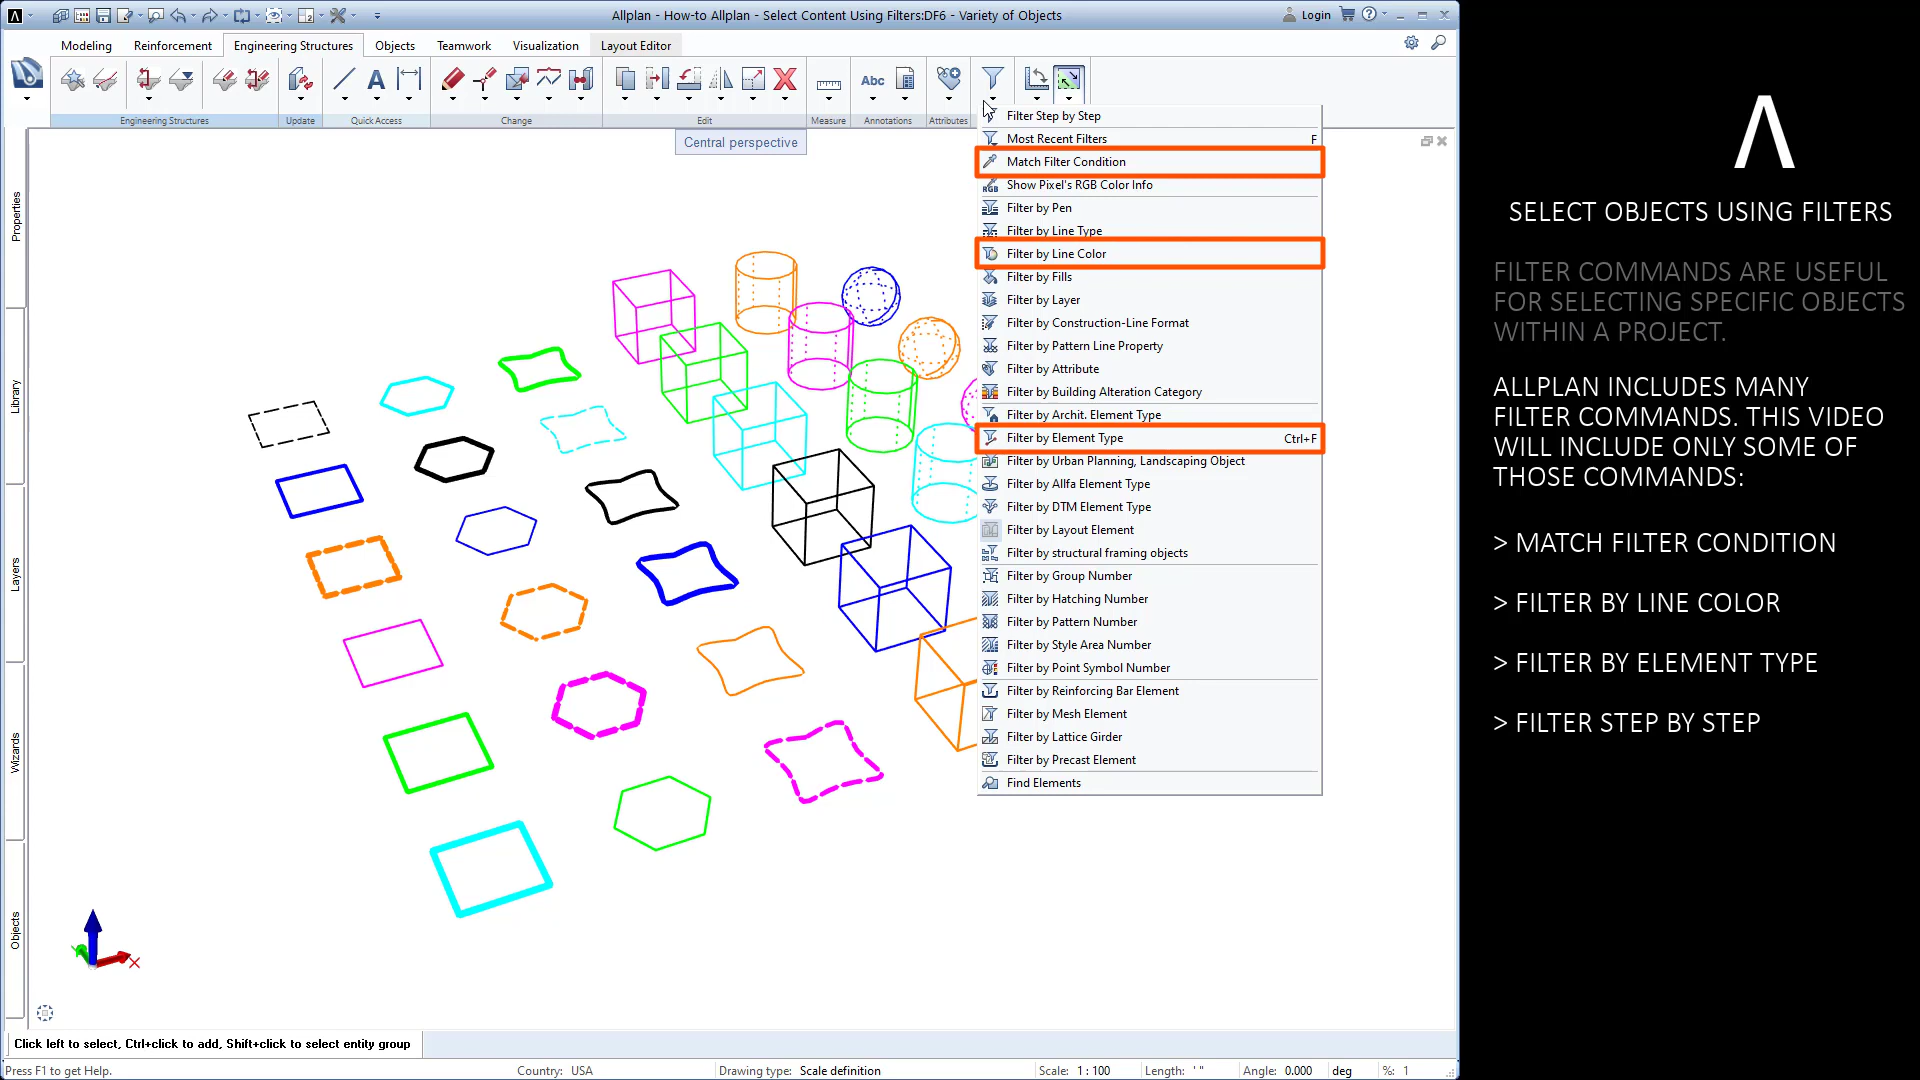 Allplan - How-to Allplan - Select Content Using Filters:DF6 - Variety of Objects
Login
Modeling
Reinforcement
Engineering Structures
Objects
Teamwork
Visualization
Layout Editor
Abc
Engineering Structures
Update
Quick Access
Change
Edit
Measure
Annotations
Attributes
Central perspective
Properties
Library
Layers
Wizards
Objects
Filter Step by Step
Most Recent Filters F
Match Filter Condition
RGB Show Pixel's RGB Color Info
Filter by Pen
Filter by Line Type
Filter by Line Color
Filter by Fills
Filter by Layer
Filter by Construction-Line Format
Filter by Pattern Line Property
Filter by Attribute
Filter by Building Alteration Category
Filter by Archit. Element Type
Filter by Element Type Ctrl+F
Filter by Urban Planning, Landscaping Object
Filter by Allfa Element Type
Filter by DTM Element Type
Filter by Layout Element
Filter by structural framing objects
Filter by Group Number
Filter by Hatching Number
Filter by Pattern Number
Filter by Style Area Number
Filter by Point Symbol Number
Filter by Reinforcing Bar Element
Filter by Mesh Element
Filter by Lattice Girder
Filter by Precast Element
Find Elements
Click left to select, Ctrl+click to add, Shift+click to select entity group
Press F1 to get Help.
Country: USA
Drawing type: Scale definition
Scale: 1 : 100
Length: ' "
Angle: 0.000
deg
%: 1
SELECT OBJECTS USING FILTERS
FILTER COMMANDS ARE USEFUL
FOR SELECTING SPECIFIC OBJECTS
WITHIN A PROJECT.
ALLPLAN INCLUDES MANY
FILTER COMMANDS. THIS VIDEO
WILL INCLUDE ONLY SOME OF
THOSE COMMANDS:
> MATCH FILTER CONDITION
> FILTER BY LINE COLOR
> FILTER BY ELEMENT TYPE
> FILTER STEP BY STEP